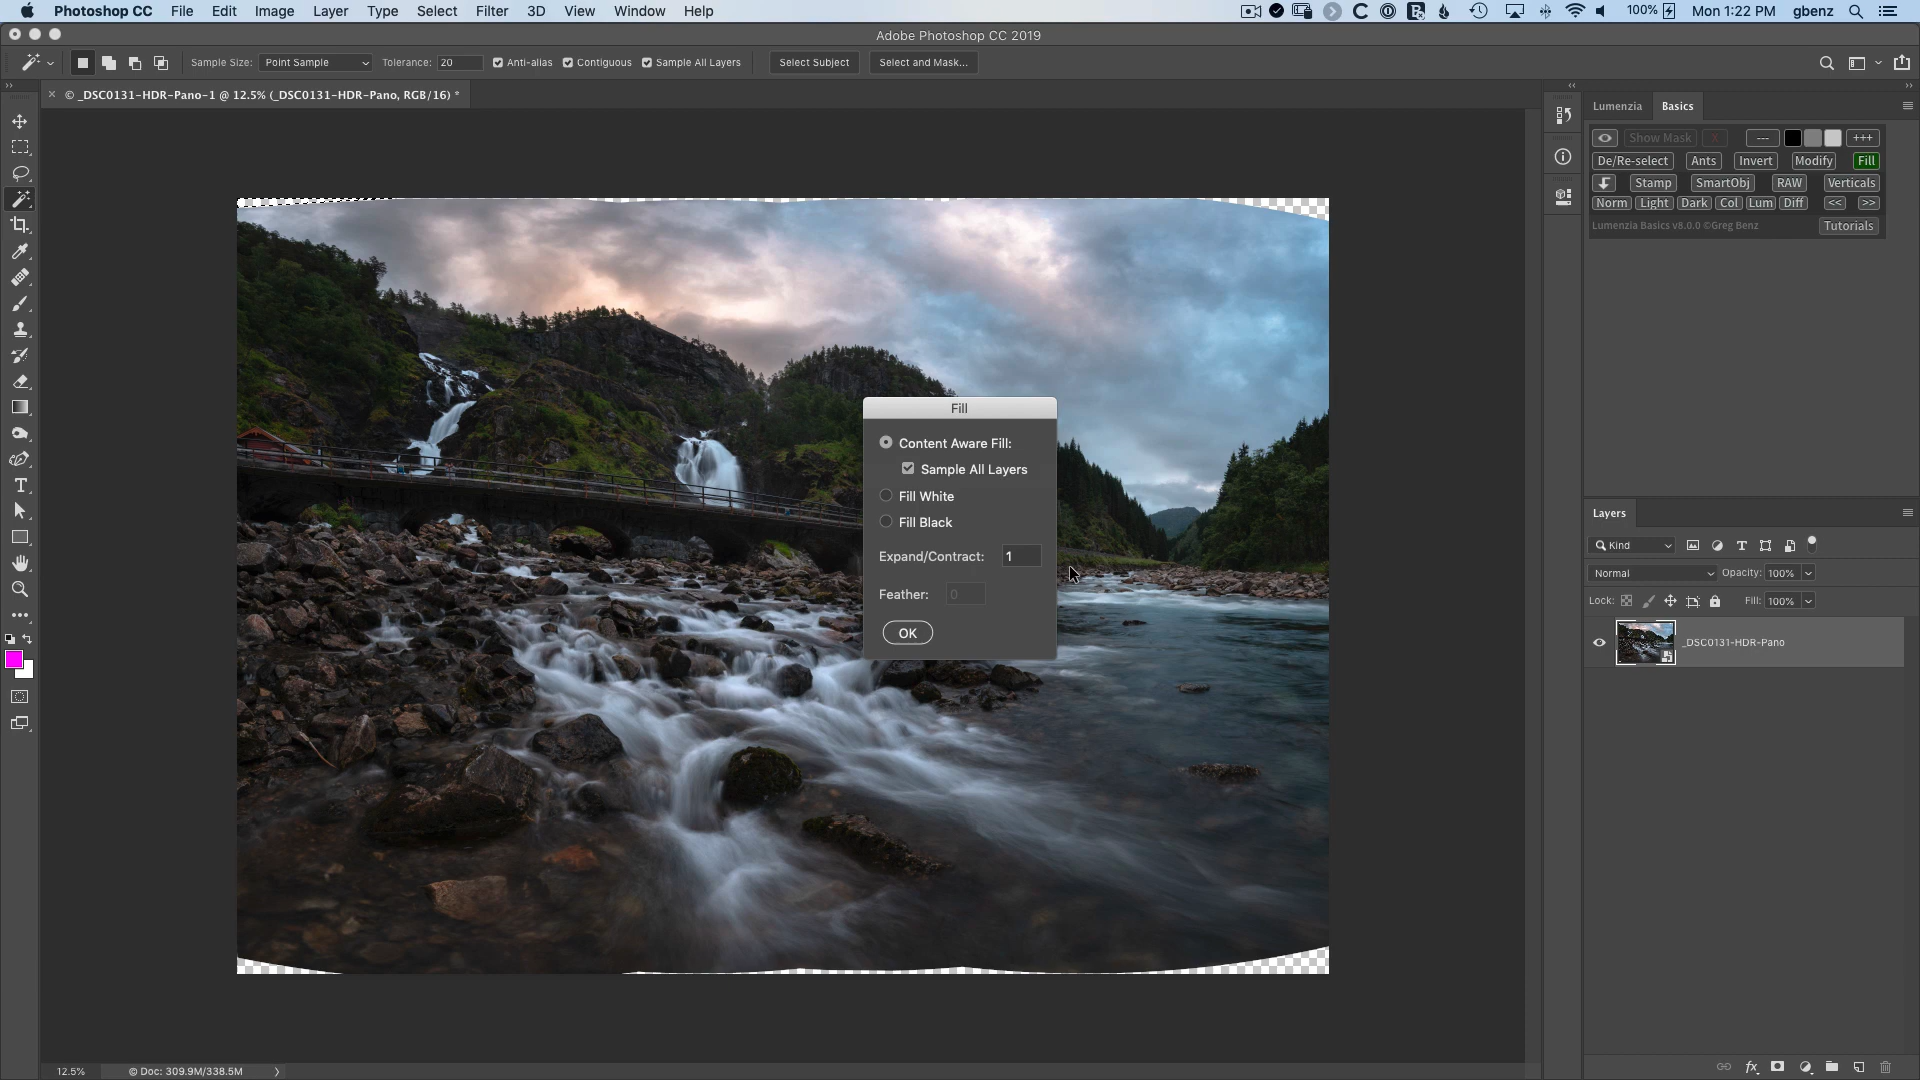 Photoshop CC File Edit Image Layer Type Select Filter 3D View Window Help 100% Mon 1:22 PM gbenz
Adobe Photoshop CC 2019
Sample Size: Point Sample Tolerance: 20 Anti-alias Contiguous Sample All Layers Select Subject Select and Mask...
© _DSC0131-HDR-Pano-1 @ 12.5% (_DSC0131-HDR-Pano, RGB/16) *
Lumenzia Basics
Show Mask X --- +++
De/Re-select Ants Invert Modify Fill
Stamp SmartObj RAW Verticals
Norm Light Dark Col Lum Diff << >>
Lumenzia Basics v8.0.0 ©Greg Benz Tutorials
Fill
Content Aware Fill:
Sample All Layers
Fill White
Fill Black
Expand/Contract: 1
Feather: 0
OK
Layers
Kind
Normal Opacity: 100%
Lock: Fill: 100%
_DSC0131-HDR-Pano
12.5% © Doc: 309.9M/338.5M